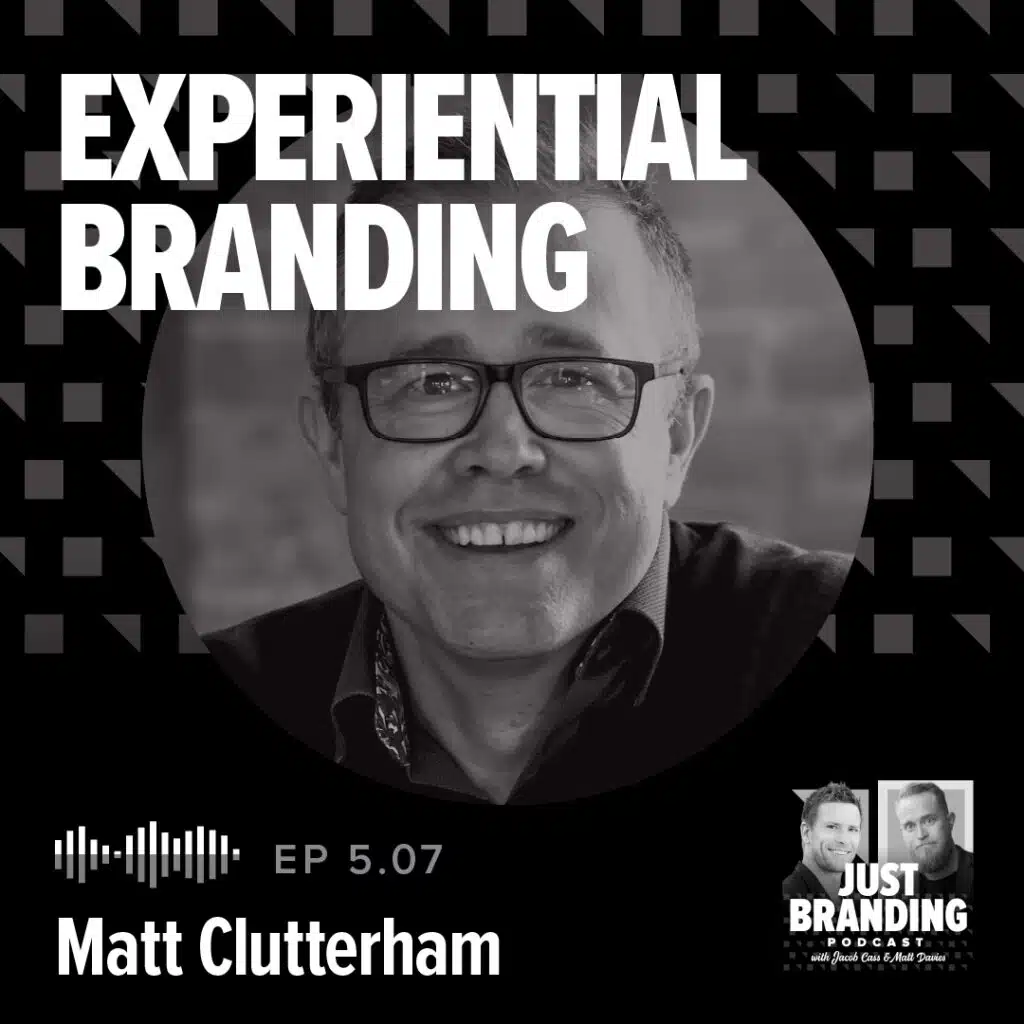 EXPERIENTIAL
BRANDING
EP 5.07
Matt Clutterham
JUST
BRANDING
PODCAST
with Jacob Cass & Matt Davies